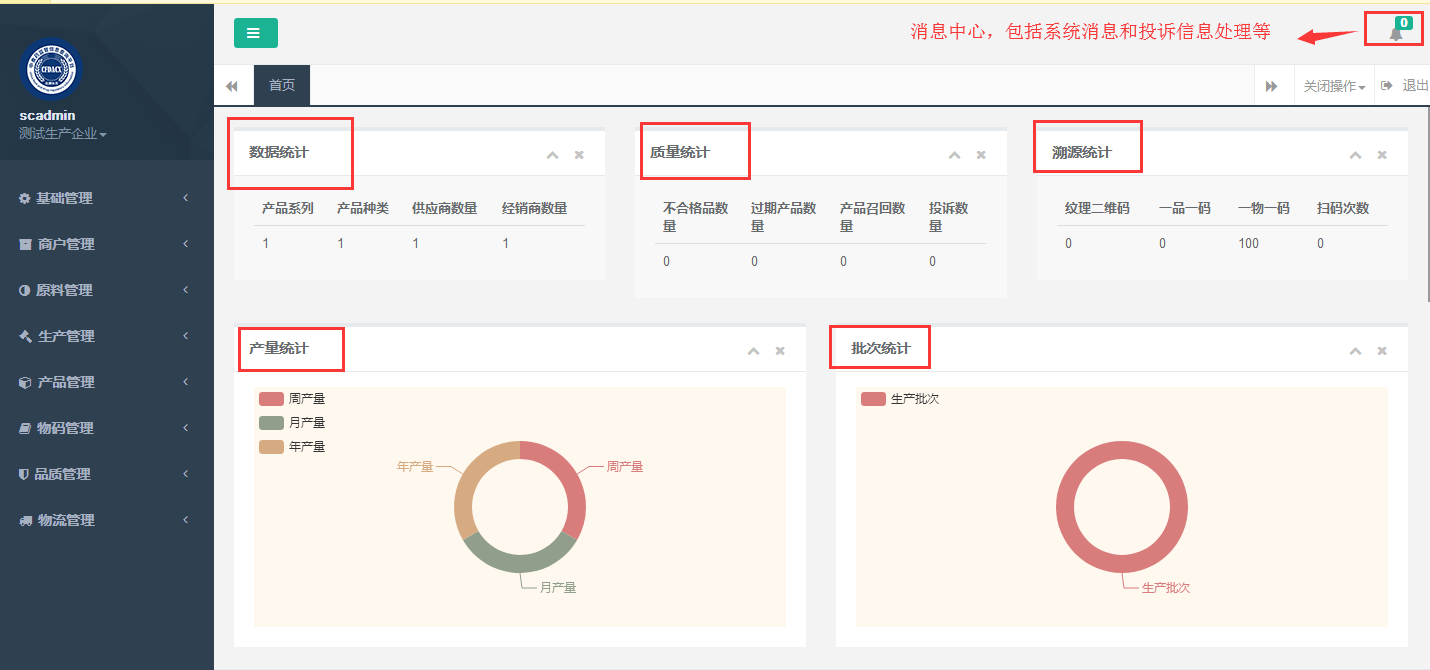 消息中心，包括系统消息和投诉信息处理等
0
CFDACX
scadmin
测试生产企业
首页
关闭操作
退出
基础管理
商户管理
原料管理
生产管理
产品管理
物码管理
品质管理
物流管理
数据统计
产品系列 产品种类 供应商数量 经销商数量
1 1 1 1
质量统计
不合格品数量 过期产品数量 产品召回数量 投诉数量
0 0 0 0
溯源统计
纹理二维码 一品一码 一物一码 扫码次数
0 0 100 0
产量统计
周产量
月产量
年产量
年产量
周产量
月产量
批次统计
生产批次
生产批次